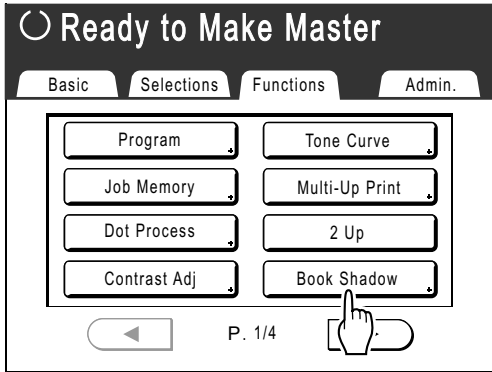 Ready to Make Master
Basic Selections Functions Admin.
Program Tone Curve
Job Memory Multi-Up Print
Dot Process 2 Up
Contrast Adj Book Shadow
P. 1/4